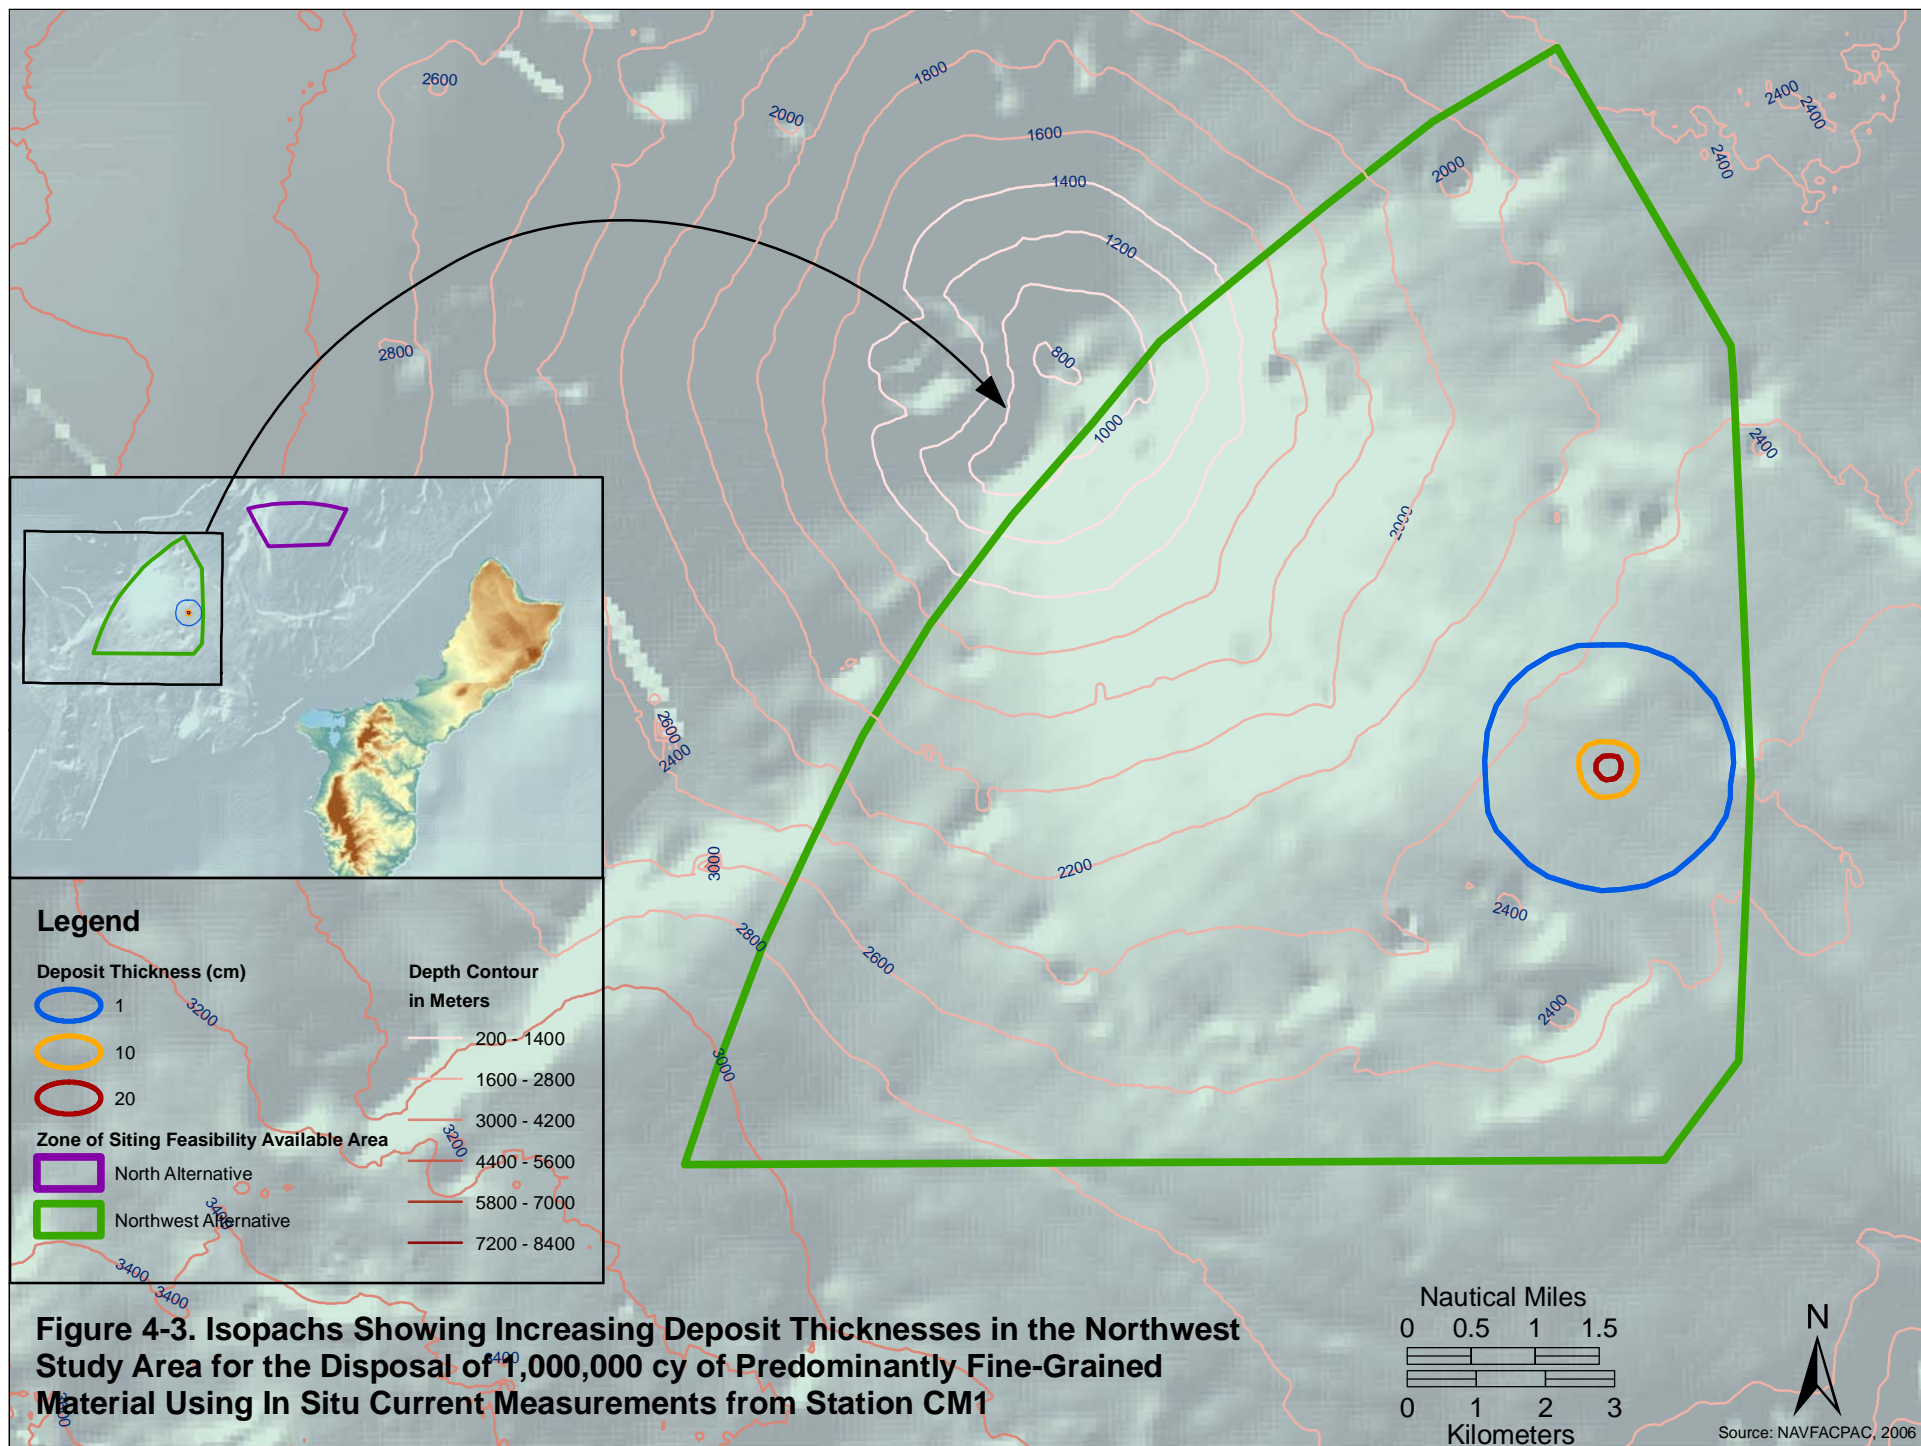 2600
2000
1800
1600
1400
1200
800
1000
2000
2400
2400
2400
2400
2800
2000
2600
2400
3000
2200
2800
2600
2400
2400
3000
Legend
Deposit Thickness (cm)
1
10
20
Zone of Siting Feasibility Available Area
North Alternative
Northwest Alternative
Depth Contour
in Meters
200 - 1400
1600 - 2800
3000 - 4200
4400 - 5600
5800 - 7000
7200 - 8400
3200
3200
3400
3400
3400
3400
Figure 4-3. Isopachs Showing Increasing Deposit Thicknesses in the Northwest
Study Area for the Disposal of 1,000,000 cy of Predominantly Fine-Grained
Material Using In Situ Current Measurements from Station CM1
Nautical Miles
0 0.5 1 1.5
0 1 2 3
Kilometers
N
Source: NAVFACPAC, 2006